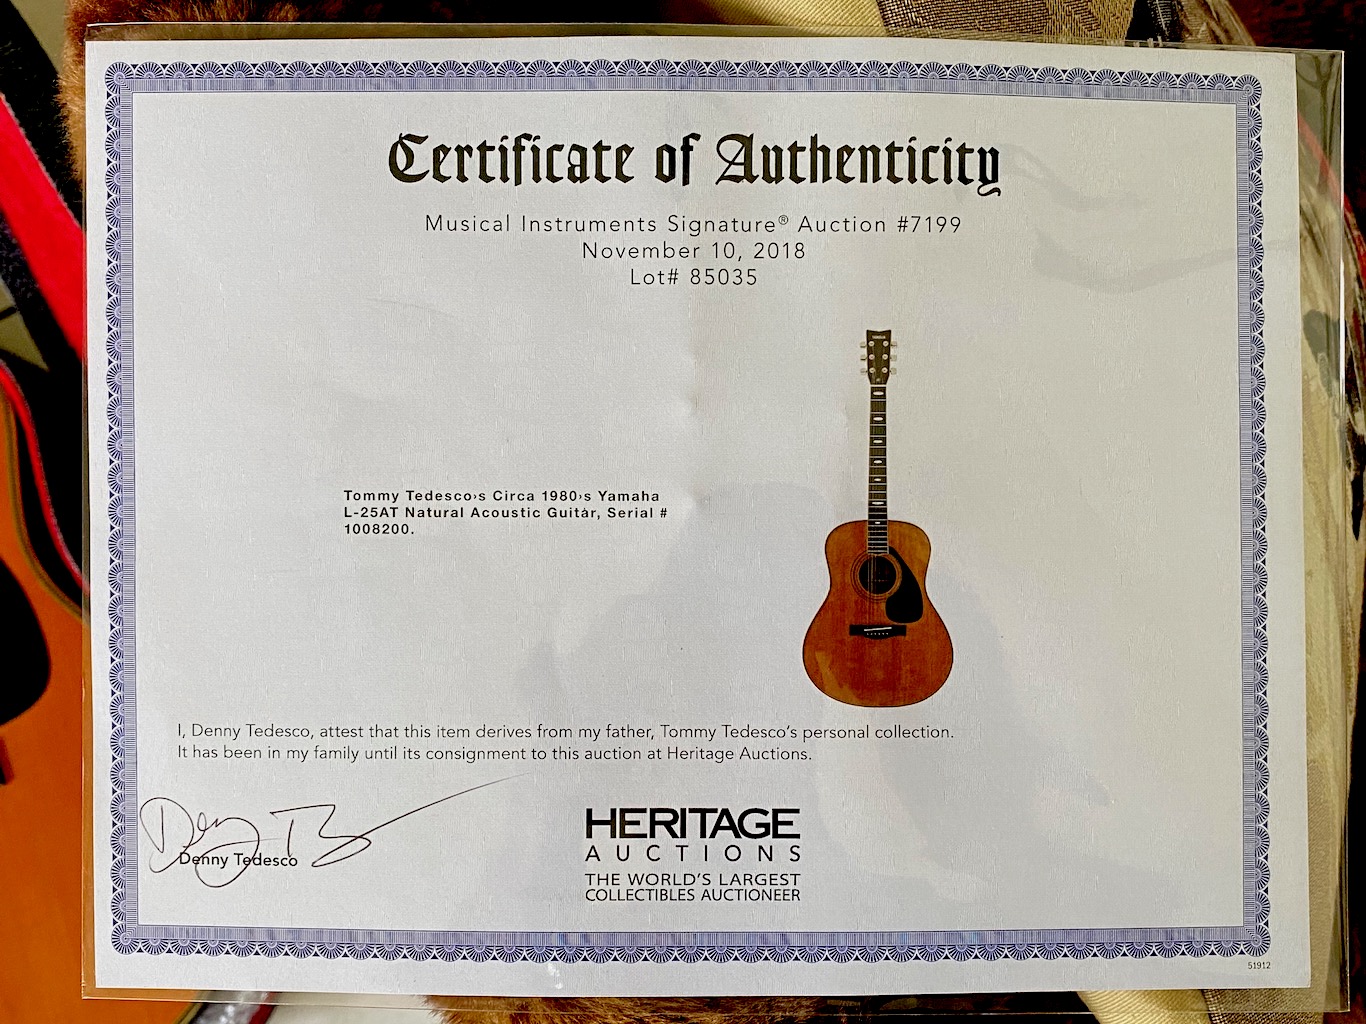 Certificate of Authenticity
Musical Instruments Signature® Auction #7199
November 10, 2018
Lot# 85035
YAMAHA
Tommy Tedesco›s Circa 1980›s Yamaha
L-25AT Natural Acoustic Guitar, Serial #
1008200.
I, Denny Tedesco, attest that this item derives from my father, Tommy Tedesco's personal collection.
It has been in my family until its consignment to this auction at Heritage Auctions.
Denny Tedesco
HERITAGE
AUCTIONS
THE WORLD'S LARGEST
COLLECTIBLES AUCTIONEER
51912